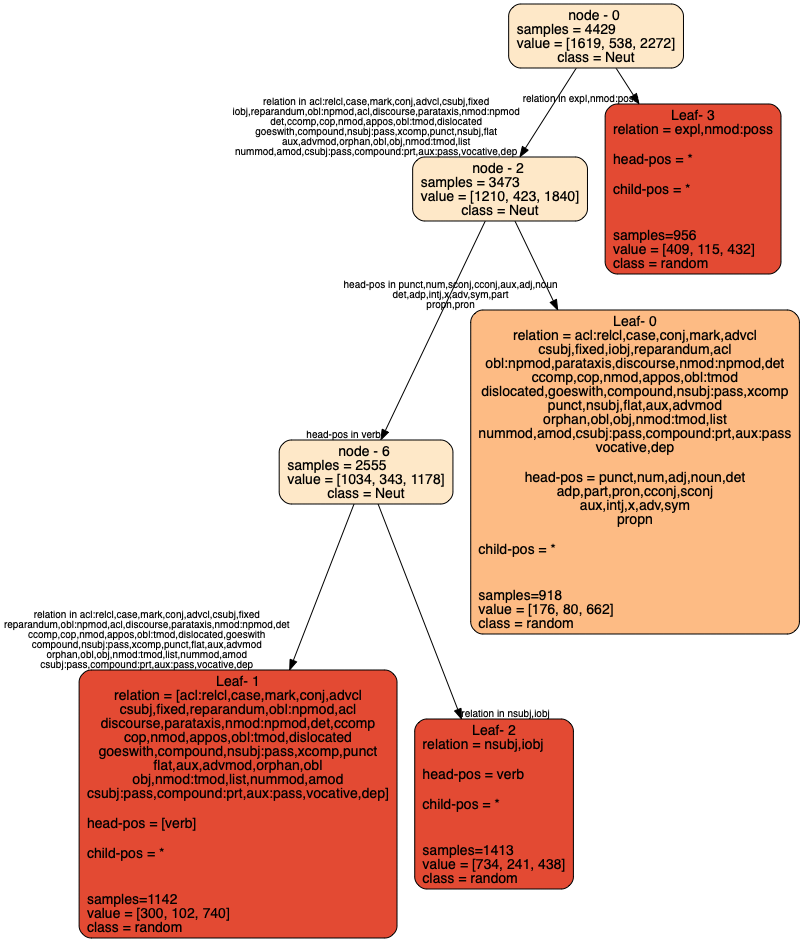 node - 0
samples = 4429
value = [1619, 538, 2272]
class = Neut
relation in acl:relcl,case,mark,conj,advcl,csubj,fixed
iobj,reparandum,obl:npmod,acl,discourse,parataxis,nmod:npmod
det,ccomp,cop,nmod,appos,obl:tmod,dislocated
goeswith,compound,nsubj:pass,xcomp,punct,nsubj,flat
aux,advmod,orphan,obl,obj,nmod:tmod,list
nummod,amod,csubj:pass,compound:prt,aux:pass,vocative,dep
relation in expl,nmod:poss
Leaf- 3
relation = expl,nmod:poss
head-pos = *
child-pos = *
samples=956
value = [409, 115, 432]
class = random
node - 2
samples = 3473
value = [1210, 423, 1840]
class = Neut
head-pos in punct,num,sconj,cconj,aux,adj,noun
det,adp,intj,x,adv,sym,part
propn,pron
Leaf- 0
relation = acl:relcl,case,conj,mark,advcl
csubj,fixed,iobj,reparandum,acl
obl:npmod,parataxis,discourse,nmod:npmod,det
ccomp,cop,nmod,appos,obl:tmod
dislocated,goeswith,compound,nsubj:pass,xcomp
punct,nsubj,flat,aux,advmod
orphan,obl,obj,nmod:tmod,list
nummod,amod,csubj:pass,compound:prt,aux:pass
vocative,dep
head-pos = punct,num,adj,noun,det
adp,part,pron,cconj,sconj
aux,intj,x,adv,sym
propn
child-pos = *
samples=918
value = [176, 80, 662]
class = random
head-pos in verb
node - 6
samples = 2555
value = [1034, 343, 1178]
class = Neut
relation in acl:relcl,case,mark,conj,advcl,csubj,fixed
reparandum,obl:npmod,acl,discourse,parataxis,nmod:npmod,det
ccomp,cop,nmod,appos,obl:tmod,dislocated,goeswith
compound,nsubj:pass,xcomp,punct,flat,aux,advmod
orphan,obl,obj,nmod:tmod,list,nummod,amod
csubj:pass,compound:prt,aux:pass,vocative,dep
Leaf- 1
relation = [acl:relcl,case,mark,conj,advcl
csubj,fixed,reparandum,obl:npmod,acl
discourse,parataxis,nmod:npmod,det,ccomp
cop,nmod,appos,obl:tmod,dislocated
goeswith,compound,nsubj:pass,xcomp,punct
flat,aux,advmod,orphan,obl
obj,nmod:tmod,list,nummod,amod
csubj:pass,compound:prt,aux:pass,vocative,dep]
head-pos = [verb]
child-pos = *
samples=1142
value = [300, 102, 740]
class = random
relation in nsubj,iobj
Leaf- 2
relation = nsubj,iobj
head-pos = verb
child-pos = *
samples=1413
value = [734, 241, 438]
class = random